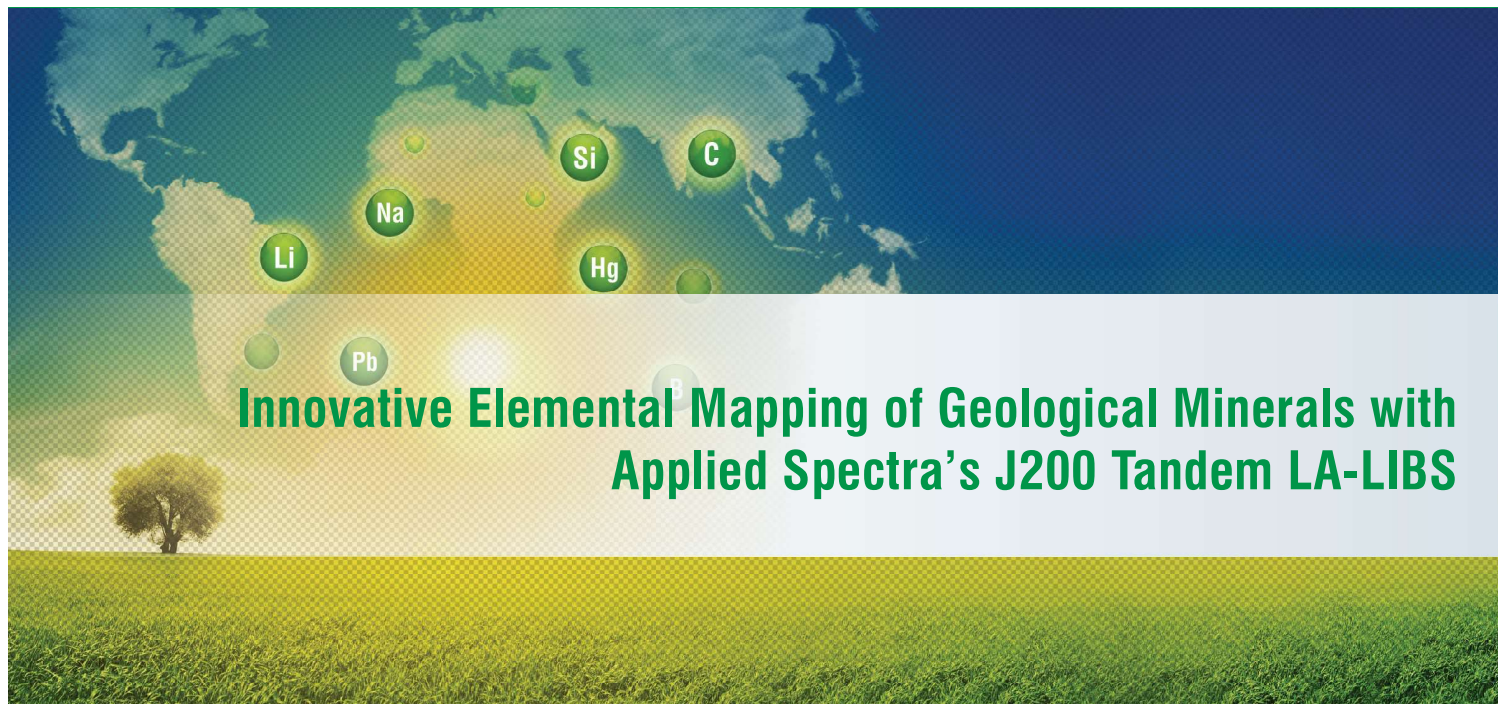 Si
C
Na
Li
Hg
Pb
B
Innovative Elemental Mapping of Geological Minerals with
Applied Spectra’s J200 Tandem LA-LIBS